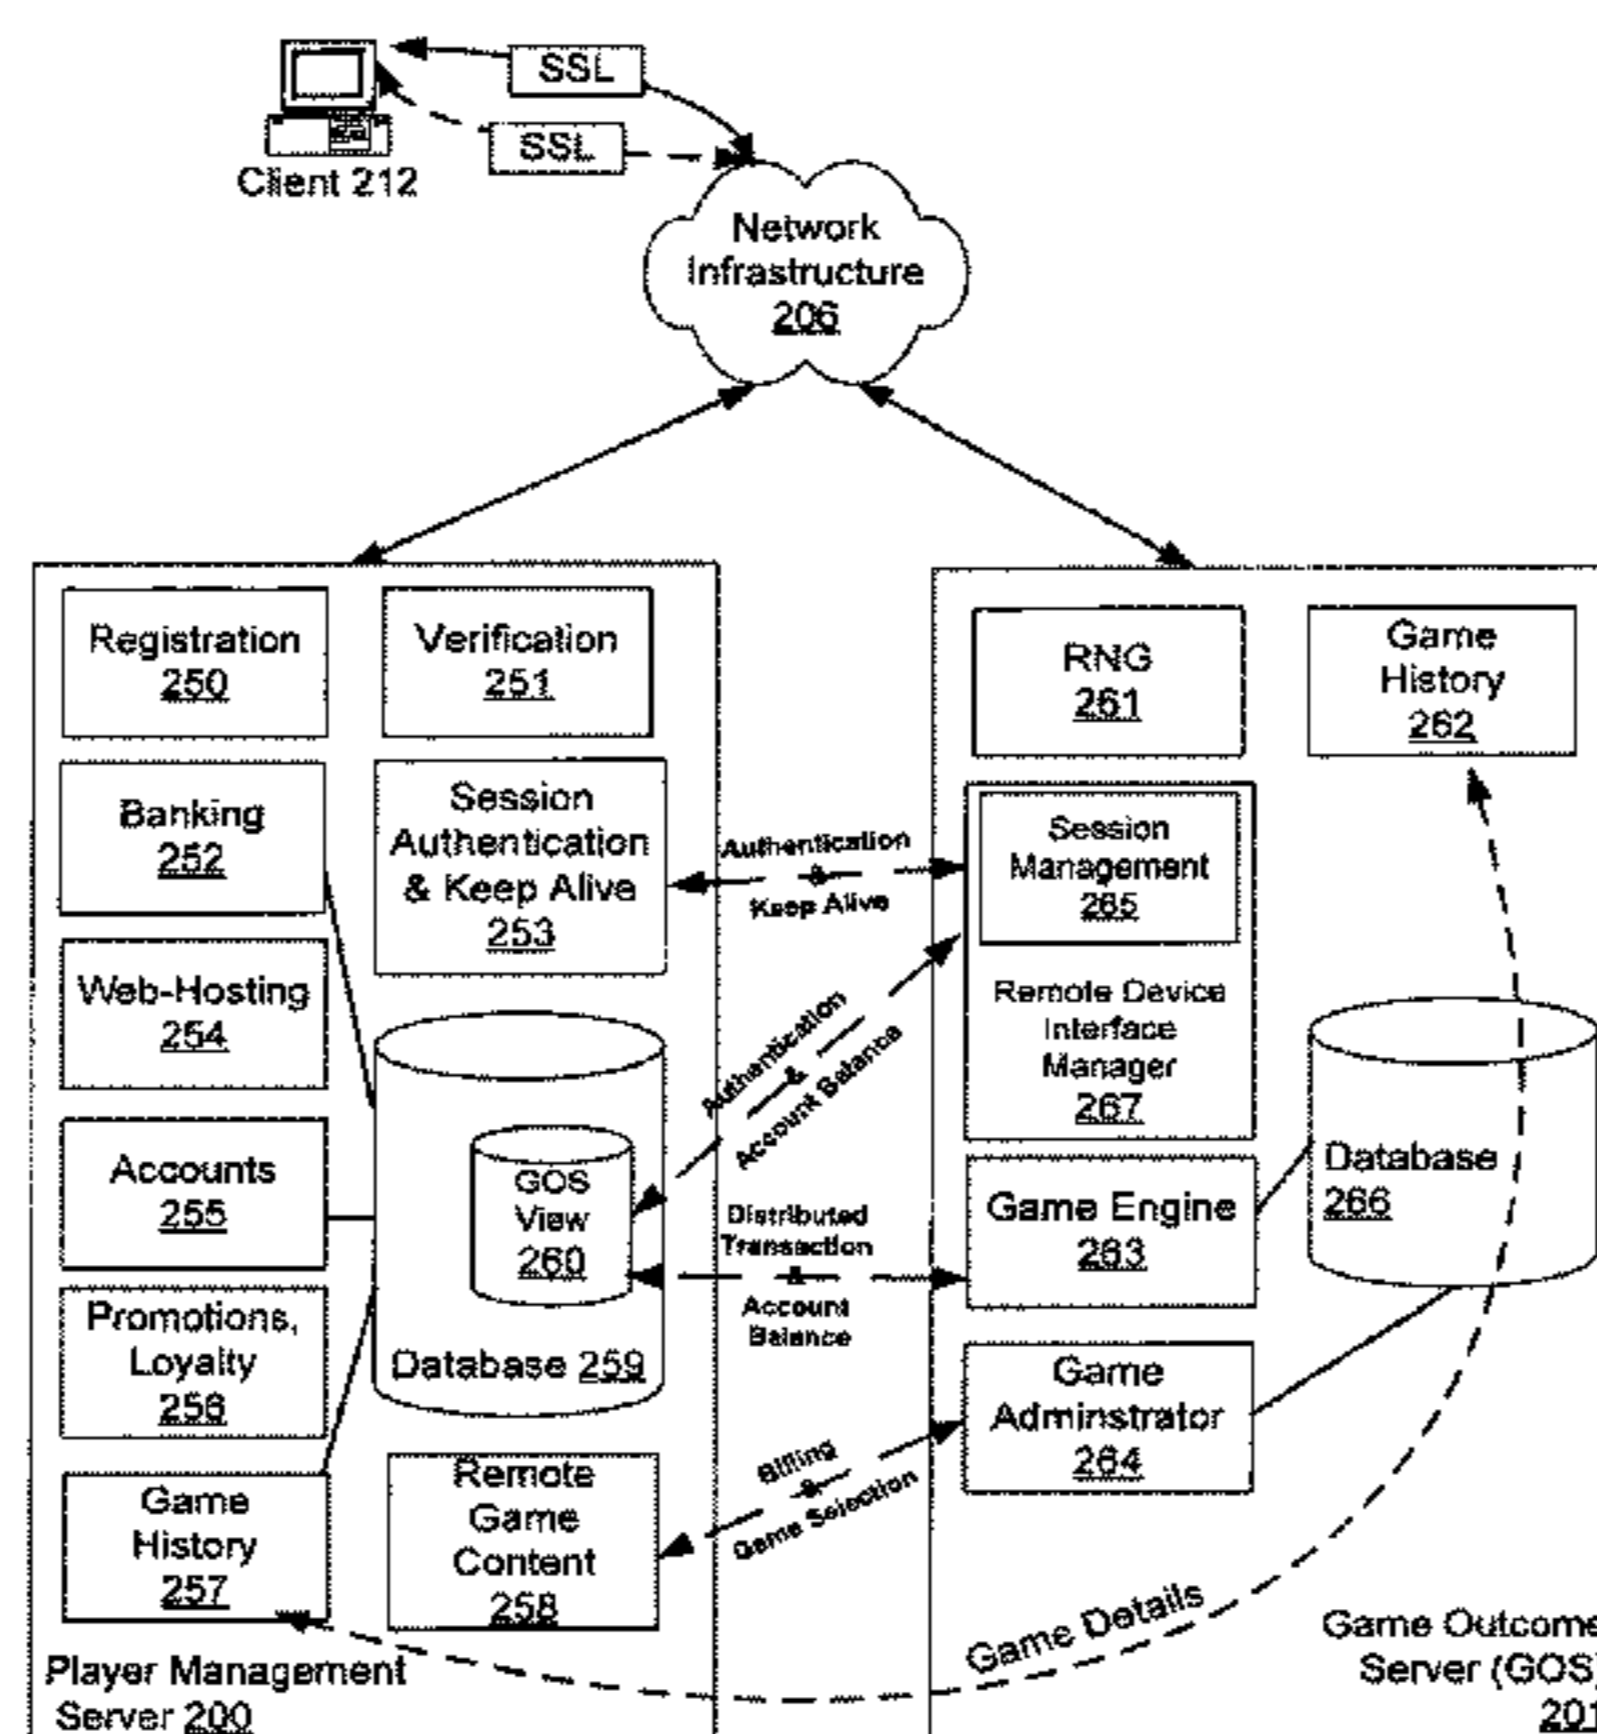 SSL
SSL
Client 212
Network
Infrastructure
206
Registration
250
Verification
251
Banking
252
Session
Authentication
& Keep Alive
253
Web-Hosting
254
Accounts
255
GOS
View
260
Database 259
Promotions,
Loyalty
256
Game
History
257
Remote
Game
Content
258
Player Management
Server 200
Authentication
&
Keep Alive
Authentication
&
Account Balance
Distributed
Transaction
&
Account
Balance
Billing
&
Game Selection
Game Details
RNG
261
Game
History
262
Session
Management
265
Remote Device
Interface
Manager
267
Game Engine
263
Database
266
Game
Adminstrator
264
Game Outcome
Server (GOS)
201